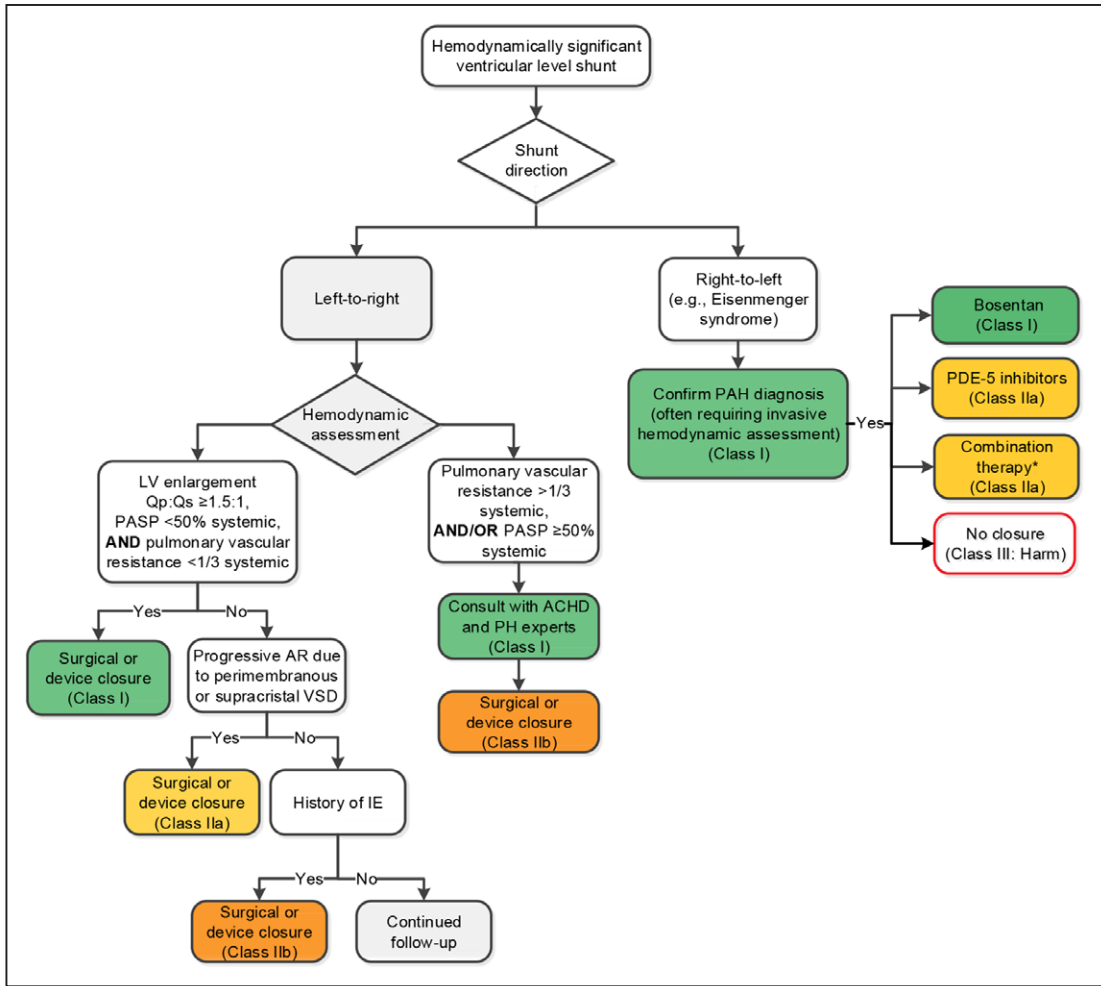 Hemodynamically significant
ventricular level shunt
Shunt
direction
Left-to-right
Right-to-left
(e.g., Eisenmenger
syndrome)
Hemodynamic
assessment
Confirm PAH diagnosis
(often requiring invasive
hemodynamic assessment)
(Class I)
Yes
Bosentan
(Class I)
PDE-5 inhibitors
(Class IIa)
Combination
therapy*
(Class IIa)
No closure
(Class III: Harm)
LV enlargement
Qp:Qs ≥1.5:1,
PASP <50% systemic,
AND pulmonary vascular
resistance <1/3 systemic
Pulmonary vascular
resistance >1/3
systemic,
AND/OR PASP ≥50%
systemic
Yes
No
Surgical or
device closure
(Class I)
Progressive AR due
to perimembranous
or supracristal VSD
Consult with ACHD
and PH experts
(Class I)
Surgical or
device closure
(Class IIb)
Yes
No
Surgical or
device closure
(Class IIa)
History of IE
Yes
No
Surgical or
device closure
(Class IIb)
Continued
follow-up